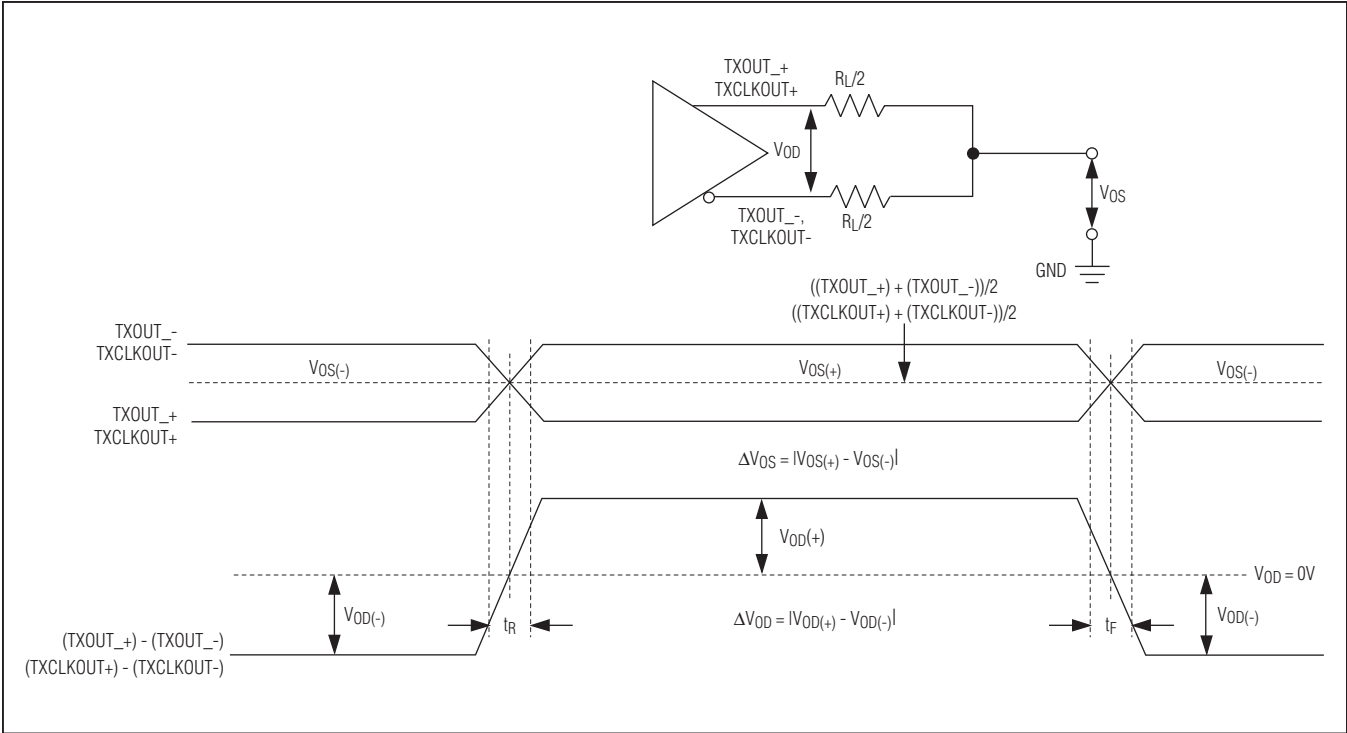 TXOUT_+
TXCLKOUT+
RL/2
VOD
VOS
TXOUT_-,
TXCLKOUT-
RL/2
GND
((TXOUT_+) + (TXOUT_-))/2
((TXCLKOUT+) + (TXCLKOUT-))/2
TXOUT_-
TXCLKOUT-
VOS(-)
VOS(+)
VOS(-)
TXOUT_+
TXCLKOUT+
ΔVOS = |VOS(+) - VOS(-)|
VOD(+)
VOD = 0V
VOD(-)
tR
ΔVOD = |VOD(+) - VOD(-)|
tF
VOD(-)
(TXOUT_+) - (TXOUT_-)
(TXCLKOUT+) - (TXCLKOUT-)